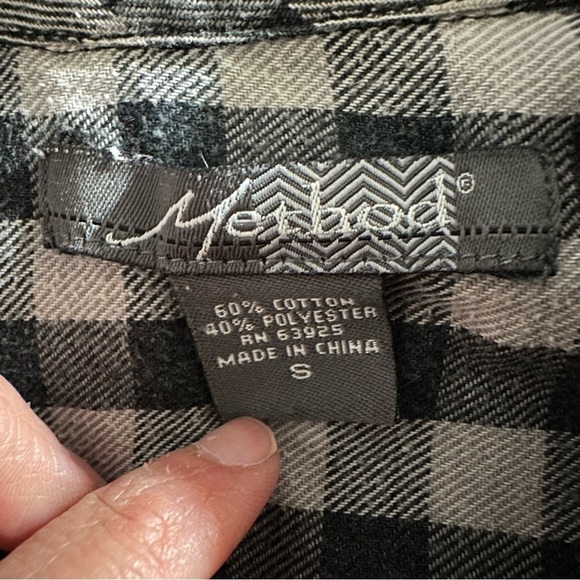 Method®
60% COTTON
40% POLYESTER
RN 63925
MADE IN CHINA
S